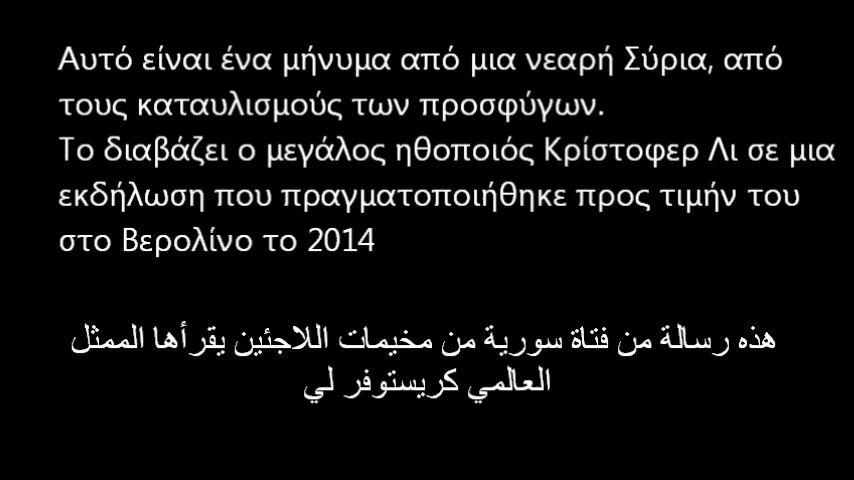 Αυτό είναι ένα μήνυμα από μια νεαρή Σύρια, από
τους καταυλισμούς των προσφύγων.
Το διαβάζει ο μεγάλος ηθοποιός Κρίστοφερ Λι σε μια
εκδήλωση που πραγματοποιήθηκε προς τιμήν του
στο Βερολίνο το 2014
هذه رسالة من فتاة سورية من مخيمات اللاجئين يقرأها الممثل
العالمي كريستوفر لي